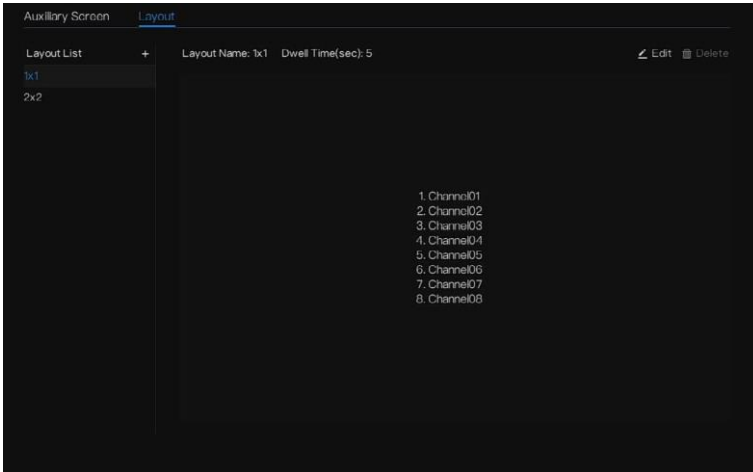 Auxiliary Screen Layout
Layout List +
Layout Name: 1x1 Dwell Time(sec): 5 Edit Delete
1x1
2x2
1. Channel01
2. Channel02
3. Channel03
4. Channel04
5. Channel05
6. Channel06
7. Channel07
8. Channel08